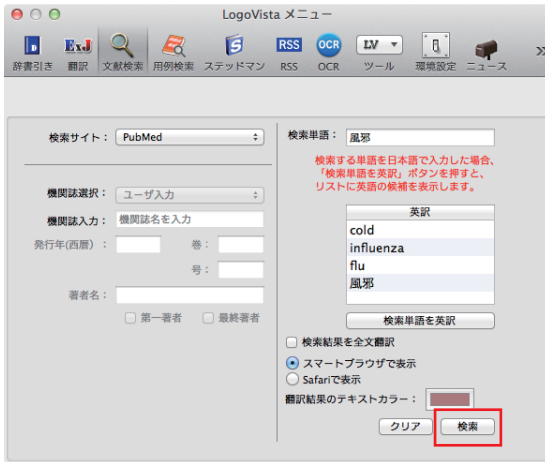 LogoVista メニュー
D ExJ S RSS OCR LV
辞書引き 翻訳 文献検索 用例検索 ステッドマン RSS OCR ツール 環境設定 ニュース »
検索サイト： PubMed
機関誌選択： ユーザ入力
機関誌入力： 機関誌名を入力
発行年(西暦)： 巻：
号：
著者名：
第一著者 最終著者
検索単語： 風邪
検索する単語を日本語で入力した場合、
「検索単語を英訳」ボタンを押すと、
リストに英語の候補を表示します。
英訳
cold
influenza
flu
風邪
検索単語を英訳
検索結果を全文翻訳
スマートブラウザで表示
Safariで表示
翻訳結果のテキストカラー：
クリア 検索